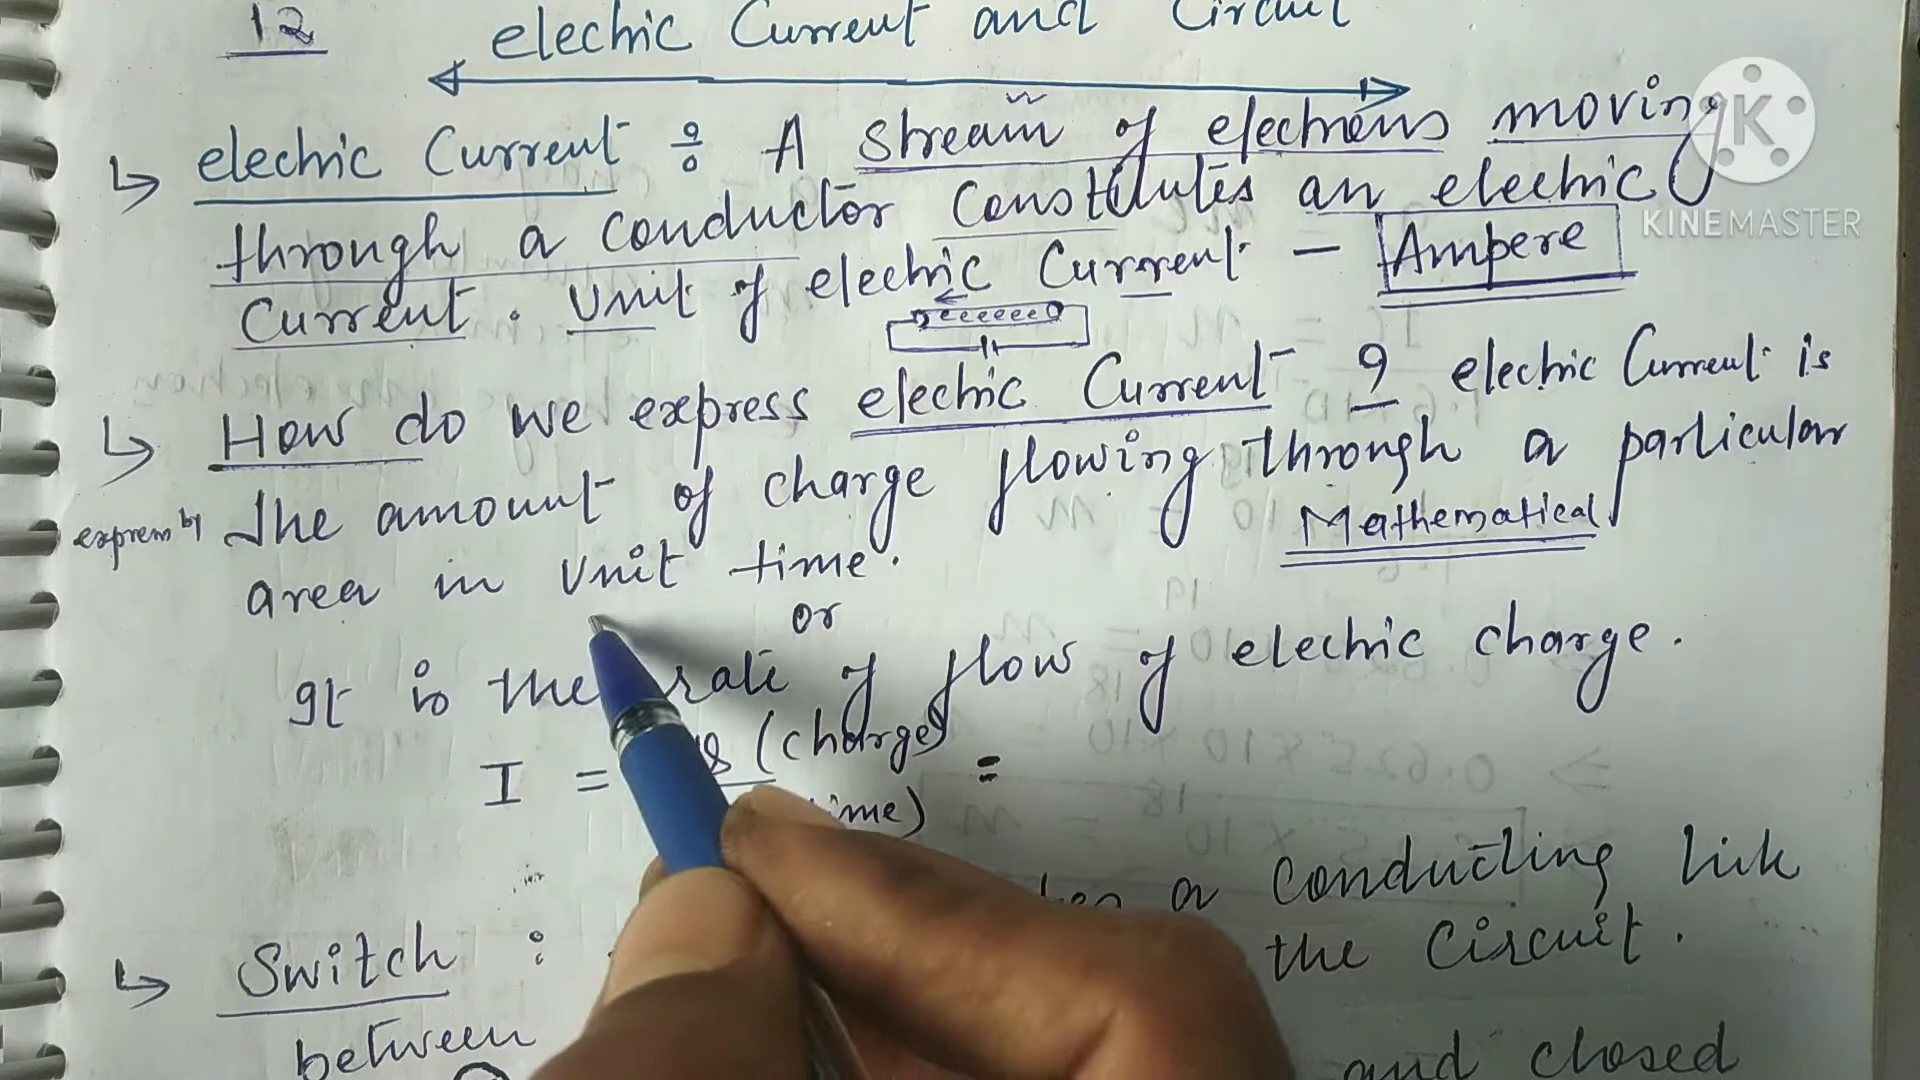 12 electric Current and Circuit
electric Current : A stream of electrons moving
through a conductor constitutes an electric
Current. Unit of electric Current - Ampere
eeeeeee
How do we express electric Current ? electric Current is
express by The amount of charge flowing through a particular
area in Unit time. Mathematical
or
It is the rate of flow of electric charge.
I = (charge) =
ime)
a conducting link
Switch : the Circuit.
between and closed
KINEMASTER